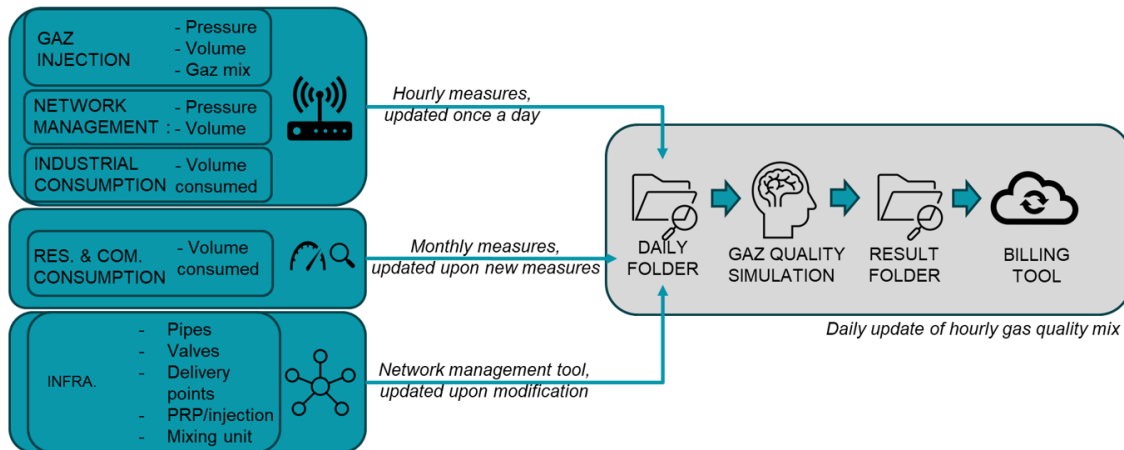 GAZ
INJECTION
- Pressure
- Volume
- Gaz mix
NETWORK
MANAGEMENT :
- Pressure
- Volume
INDUSTRIAL
CONSUMPTION
- Volume
consumed
Hourly measures,
updated once a day
RES. & COM.
CONSUMPTION
- Volume
consumed
Monthly measures,
updated upon new measures
INFRA.
- Pipes
- Valves
- Delivery
points
- PRP/injection
- Mixing unit
Network management tool,
updated upon modification
DAILY
FOLDER
GAZ QUALITY
SIMULATION
RESULT
FOLDER
BILLING
TOOL
Daily update of hourly gas quality mix